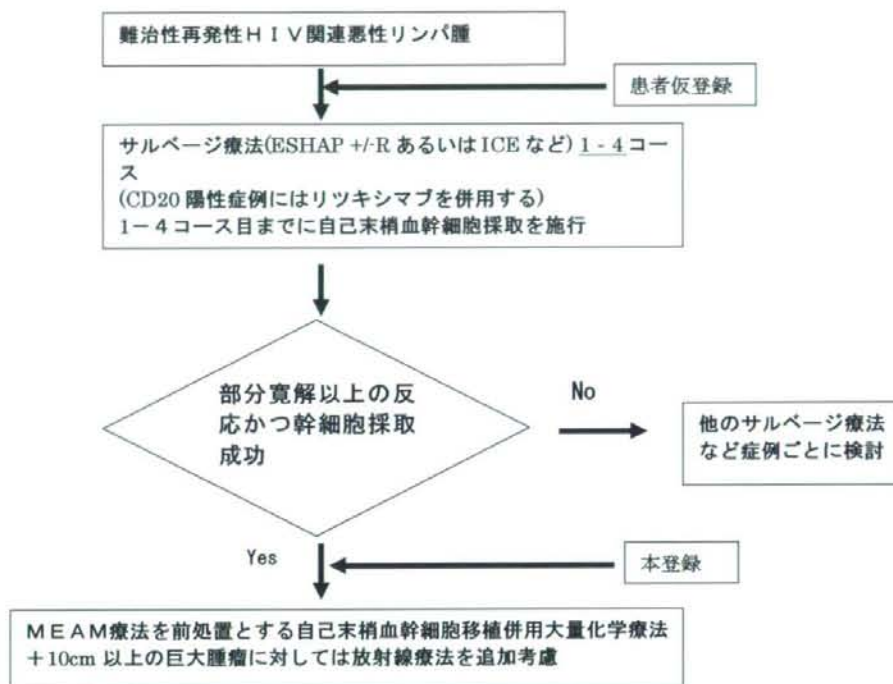 難治性再発性ＨＩＶ関連悪性リンパ腫
患者仮登録
サルベージ療法(ESHAP +/-R あるいは ICE など) 1 - 4 コー
ス
(CD20 陽性症例にはリツキシマブを併用する)
1－4 コース目までに自己末梢血幹細胞採取を施行
部分寛解以上の反
応かつ幹細胞採取
成功
No
他のサルベージ療法
など症例ごとに検討
Yes
本登録
ＭＥＡＭ療法を前処置とする自己末梢血幹細胞移植併用大量化学療法
＋10cm 以上の巨大腫瘤に対しては放射線療法を追加考慮